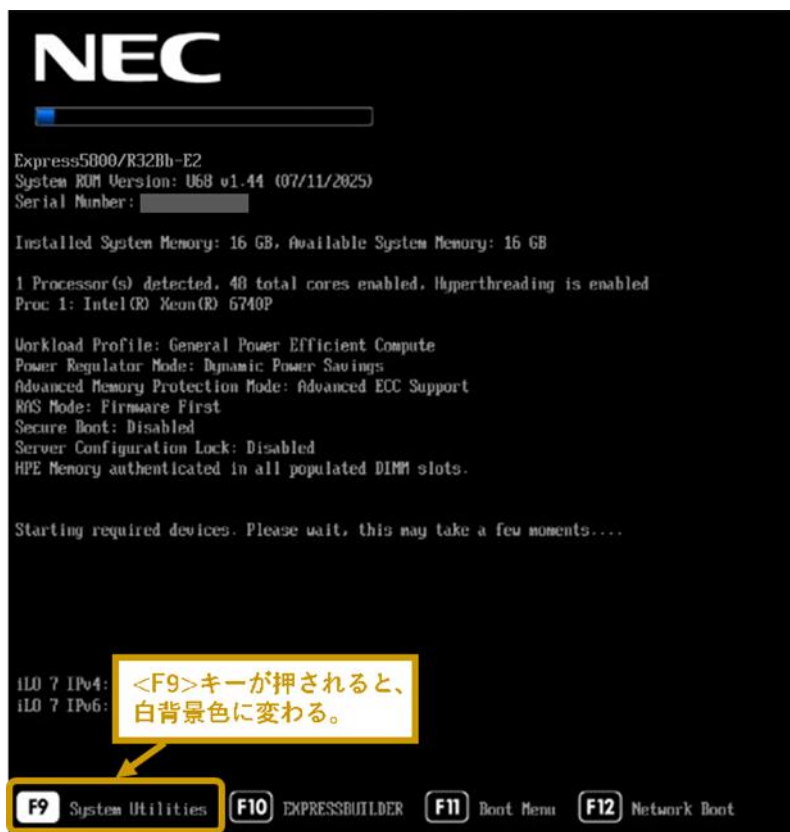 NEC
Express5800/R32Bb-E2
System ROM Version: U68 v1.44 (07/11/2025)
Serial Number:
Installed System Memory: 16 GB, Available System Memory: 16 GB
1 Processor(s) detected, 48 total cores enabled, Hyperthreading is enabled
Proc 1: Intel(R) Xeon(R) 6740P
Workload Profile: General Power Efficient Compute
Power Regulator Mode: Dynamic Power Savings
Advanced Memory Protection Mode: Advanced ECC Support
RAS Mode: Firmware First
Secure Boot: Disabled
Server Configuration Lock: Disabled
HPE Memory authenticated in all populated DIMM slots.
Starting required devices. Please wait, this may take a few moments....
iLO 7 IPv4:
iLO 7 IPv6:
<F9>キーが押されると、
白背景色に変わる。
F9 System Utilities F10 EXPRESSBUILDER F11 Boot Menu F12 Network Boot